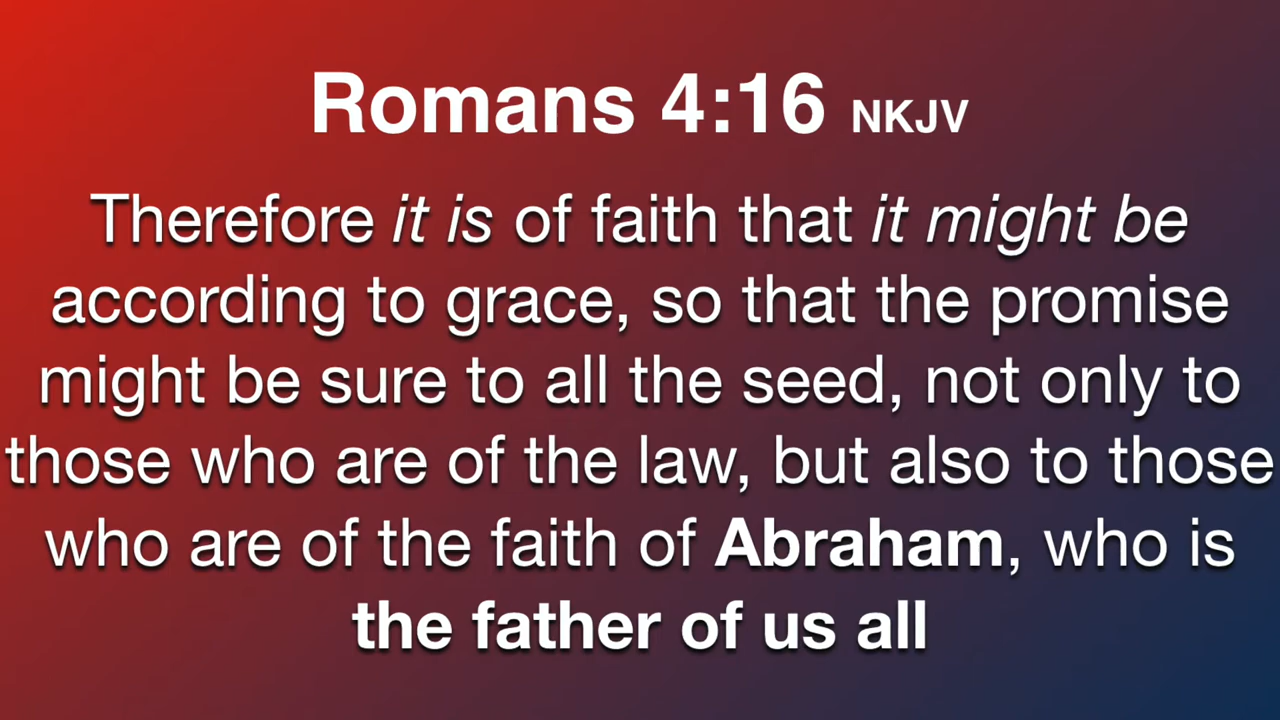 Romans 4:16 NKJV
Therefore it is of faith that it might be
according to grace, so that the promise
might be sure to all the seed, not only to
those who are of the law, but also to those
who are of the faith of Abraham, who is
the father of us all